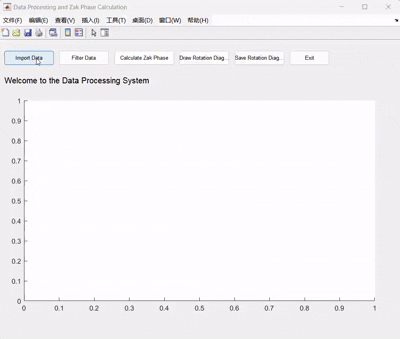 Data Processing and Zak Phase Calculation
文件(F) 编辑(E) 查看(V) 插入(I) 工具(T) 桌面(D) 窗口(W) 帮助(H)
Import Data Filter Data Calculate Zak Phase Draw Rotation Diag... Save Rotation Diag... Exit
Welcome to the Data Processing System
1
0.9
0.8
0.7
0.6
0.5
0.4
0.3
0.2
0.1
0
0 0.1 0.2 0.3 0.4 0.5 0.6 0.7 0.8 0.9 1